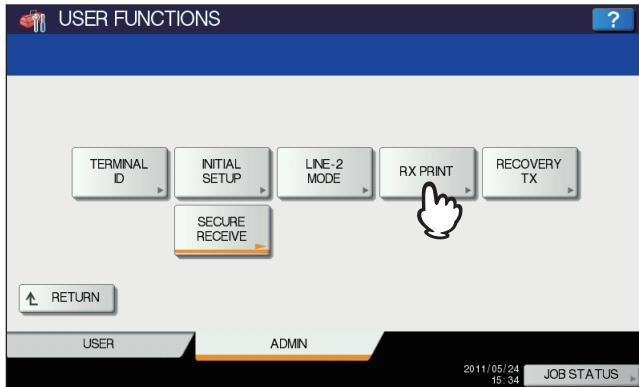 USER FUNCTIONS
?
TERMINAL
ID
INITIAL
SETUP
LINE-2
MODE
RX PRINT
RECOVERY
TX
SECURE
RECEIVE
RETURN
USER
ADMIN
2011/05/24
15:34
JOB STATUS